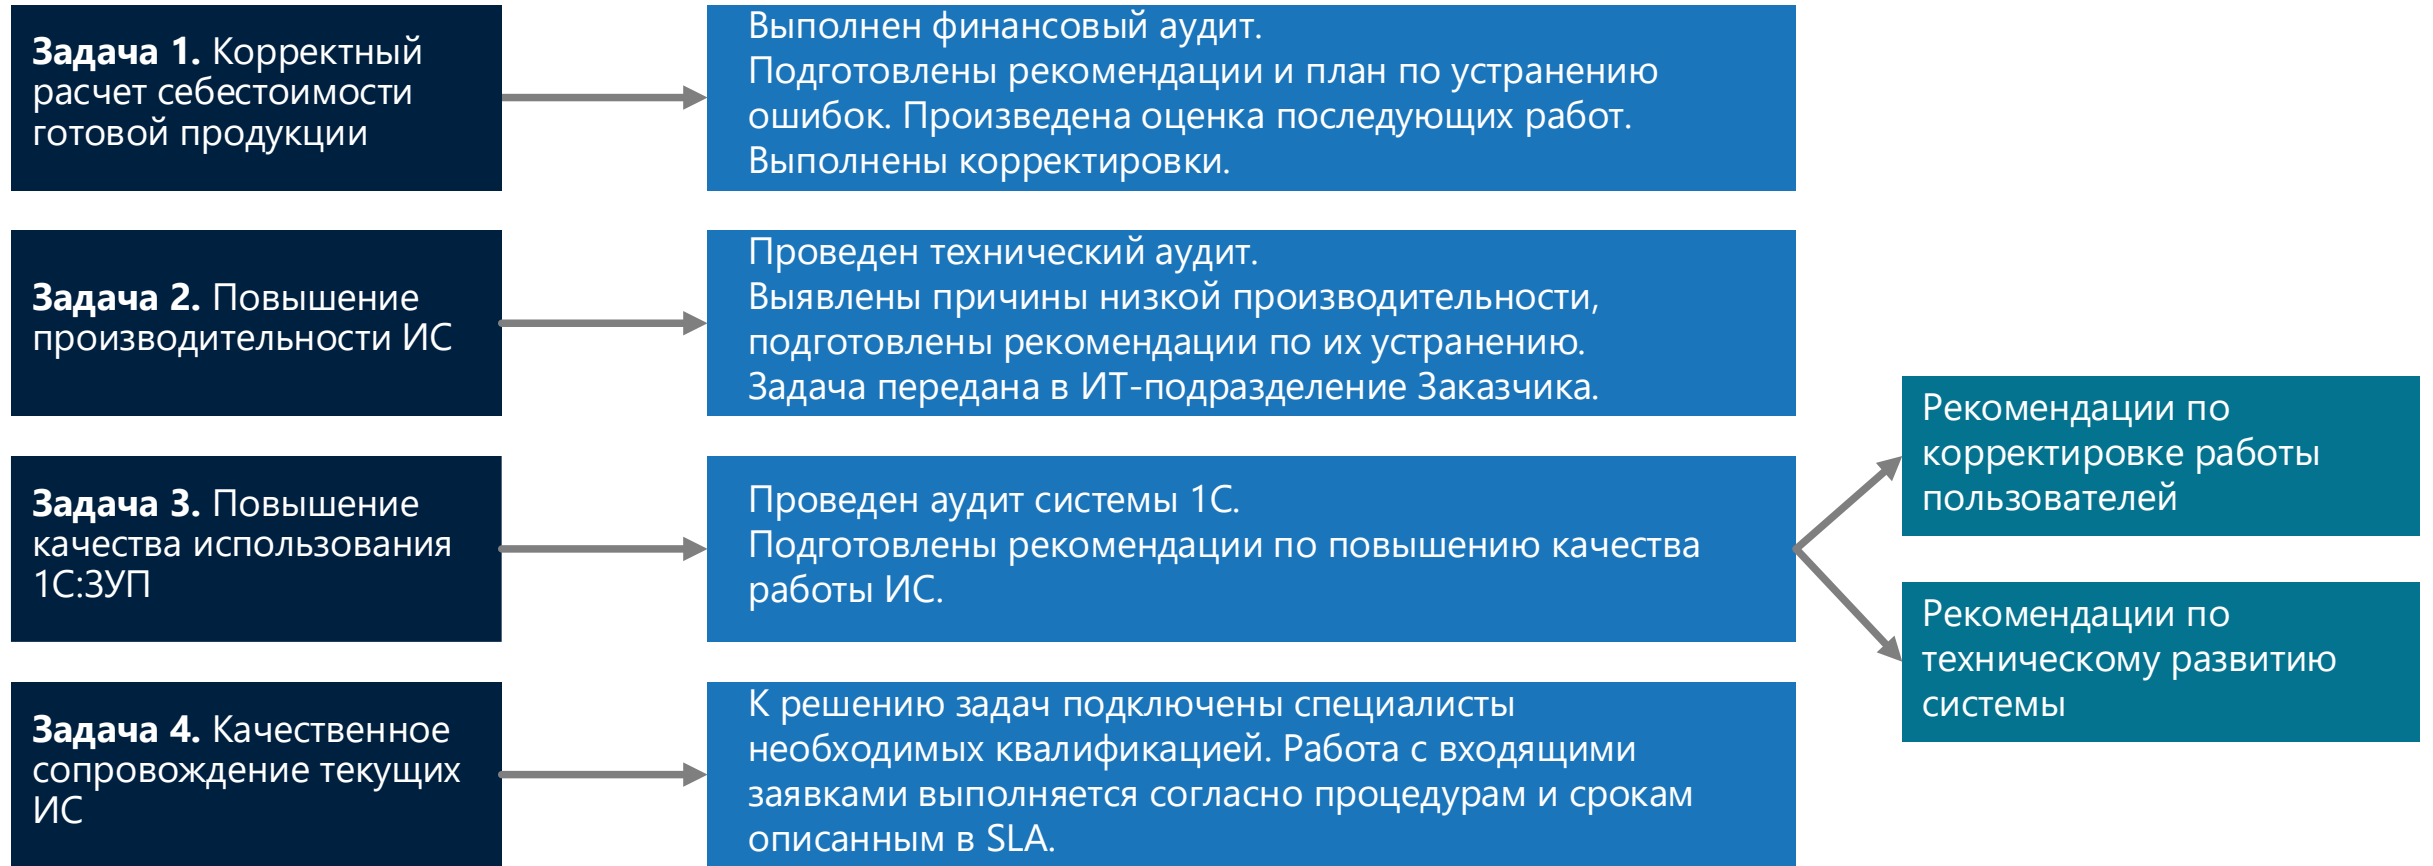 Задача 1. Корректный
расчет себестоимости
готовой продукции
Выполнен финансовый аудит.
Подготовлены рекомендации и план по устранению
ошибок. Произведена оценка последующих работ.
Выполнены корректировки.
Задача 2. Повышение
производительности ИС
Проведен технический аудит.
Выявлены причины низкой производительности,
подготовлены рекомендации по их устранению.
Задача передана в ИТ-подразделение Заказчика.
Задача 3. Повышение
качества использования
1С:ЗУП
Проведен аудит системы 1С.
Подготовлены рекомендации по повышению качества
работы ИС.
Рекомендации по
корректировке работы
пользователей
Рекомендации по
техническому развитию
системы
Задача 4. Качественное
сопровождение текущих
ИС
К решению задач подключены специалисты
необходимых квалификацией. Работа с входящими
заявками выполняется согласно процедурам и срокам
описанным в SLA.